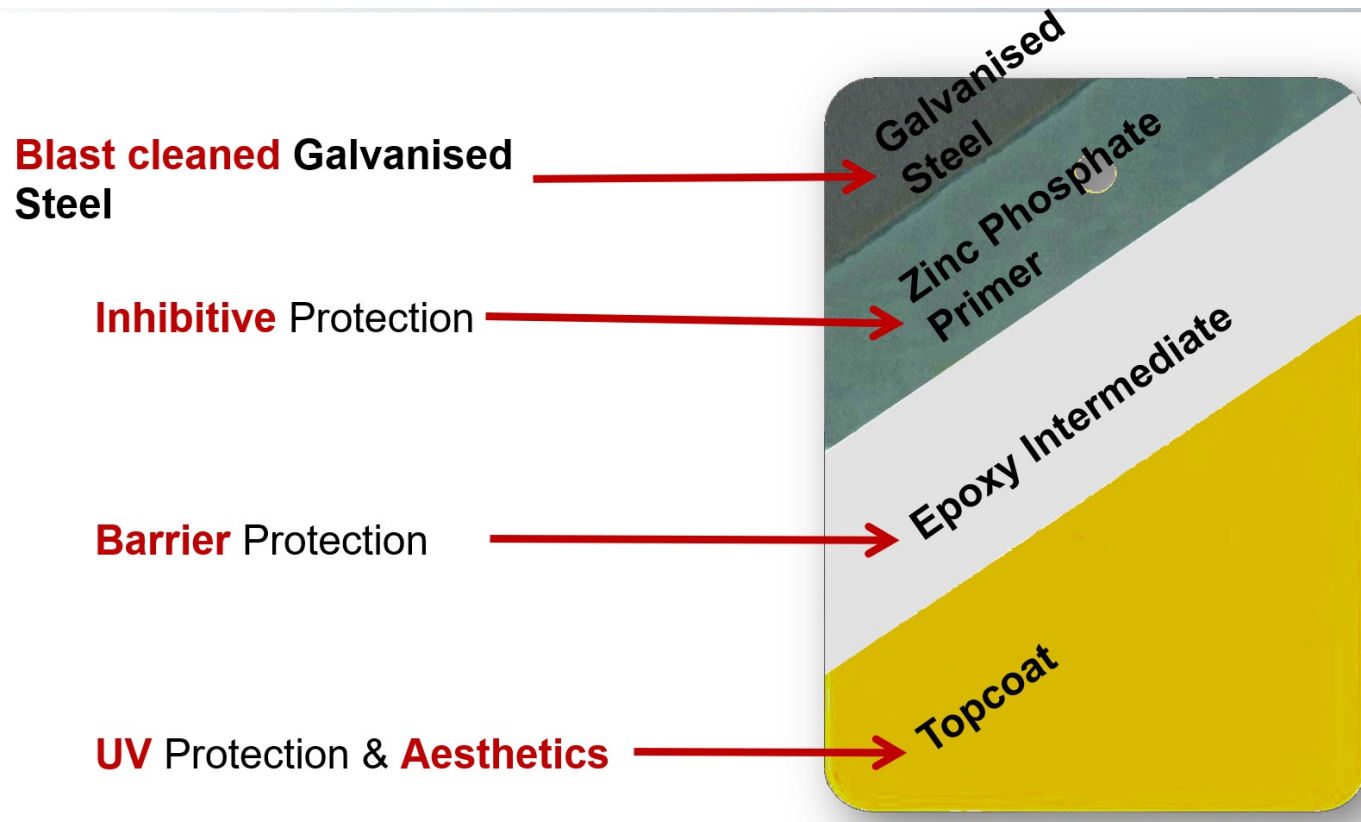 Blast cleaned Galvanised
Steel
Galvanised
Steel
Inhibitive Protection
Zinc Phosphate
Primer
Barrier Protection
Epoxy Intermediate
UV Protection & Aesthetics
Topcoat